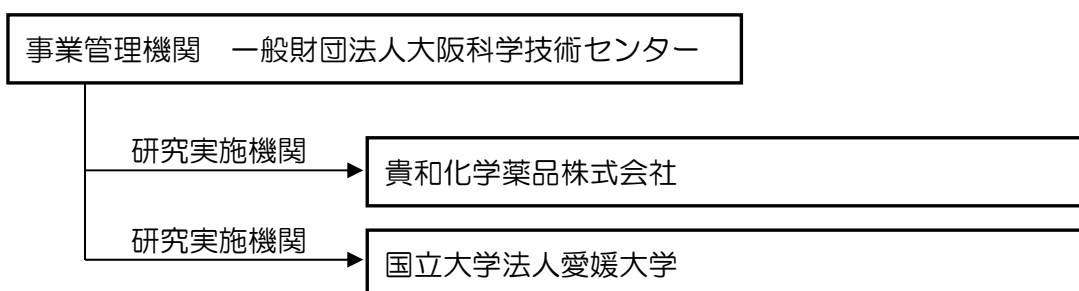 事業管理機関　一般財団法人大阪科学技術センター
研究実施機関
貴和化学薬品株式会社
研究実施機関
国立大学法人愛媛大学